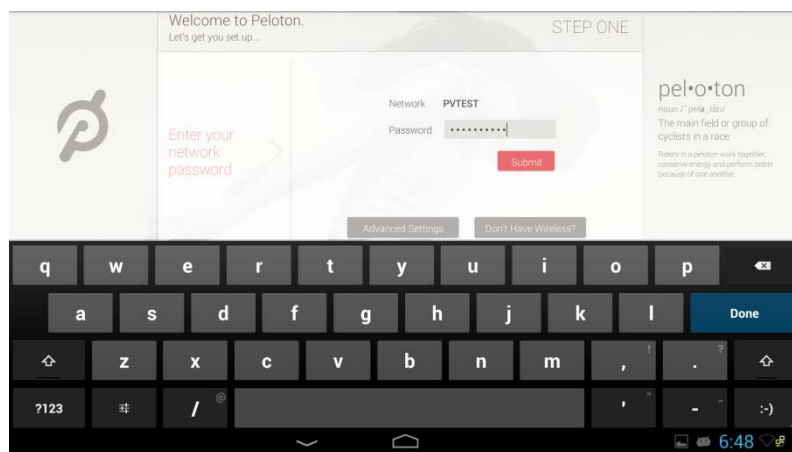 Welcome to Peloton.
Let's get you set up...
STEP ONE
Enter your
network
password
Network PVTEST
Password ••••••••••
Submit
Advanced Settings Don't Have Wireless?
pel•o•ton
noun / ˈpeləˌtän/
The main field or group of
cyclists in a race
Riders in a peloton work together,
conserve energy and perform better
because of one another
q w e r t y u i o p
a s d f g h j k l Done
z x c v b n m , ! . ?
?123 / @ ' " - _ :-)
6:48